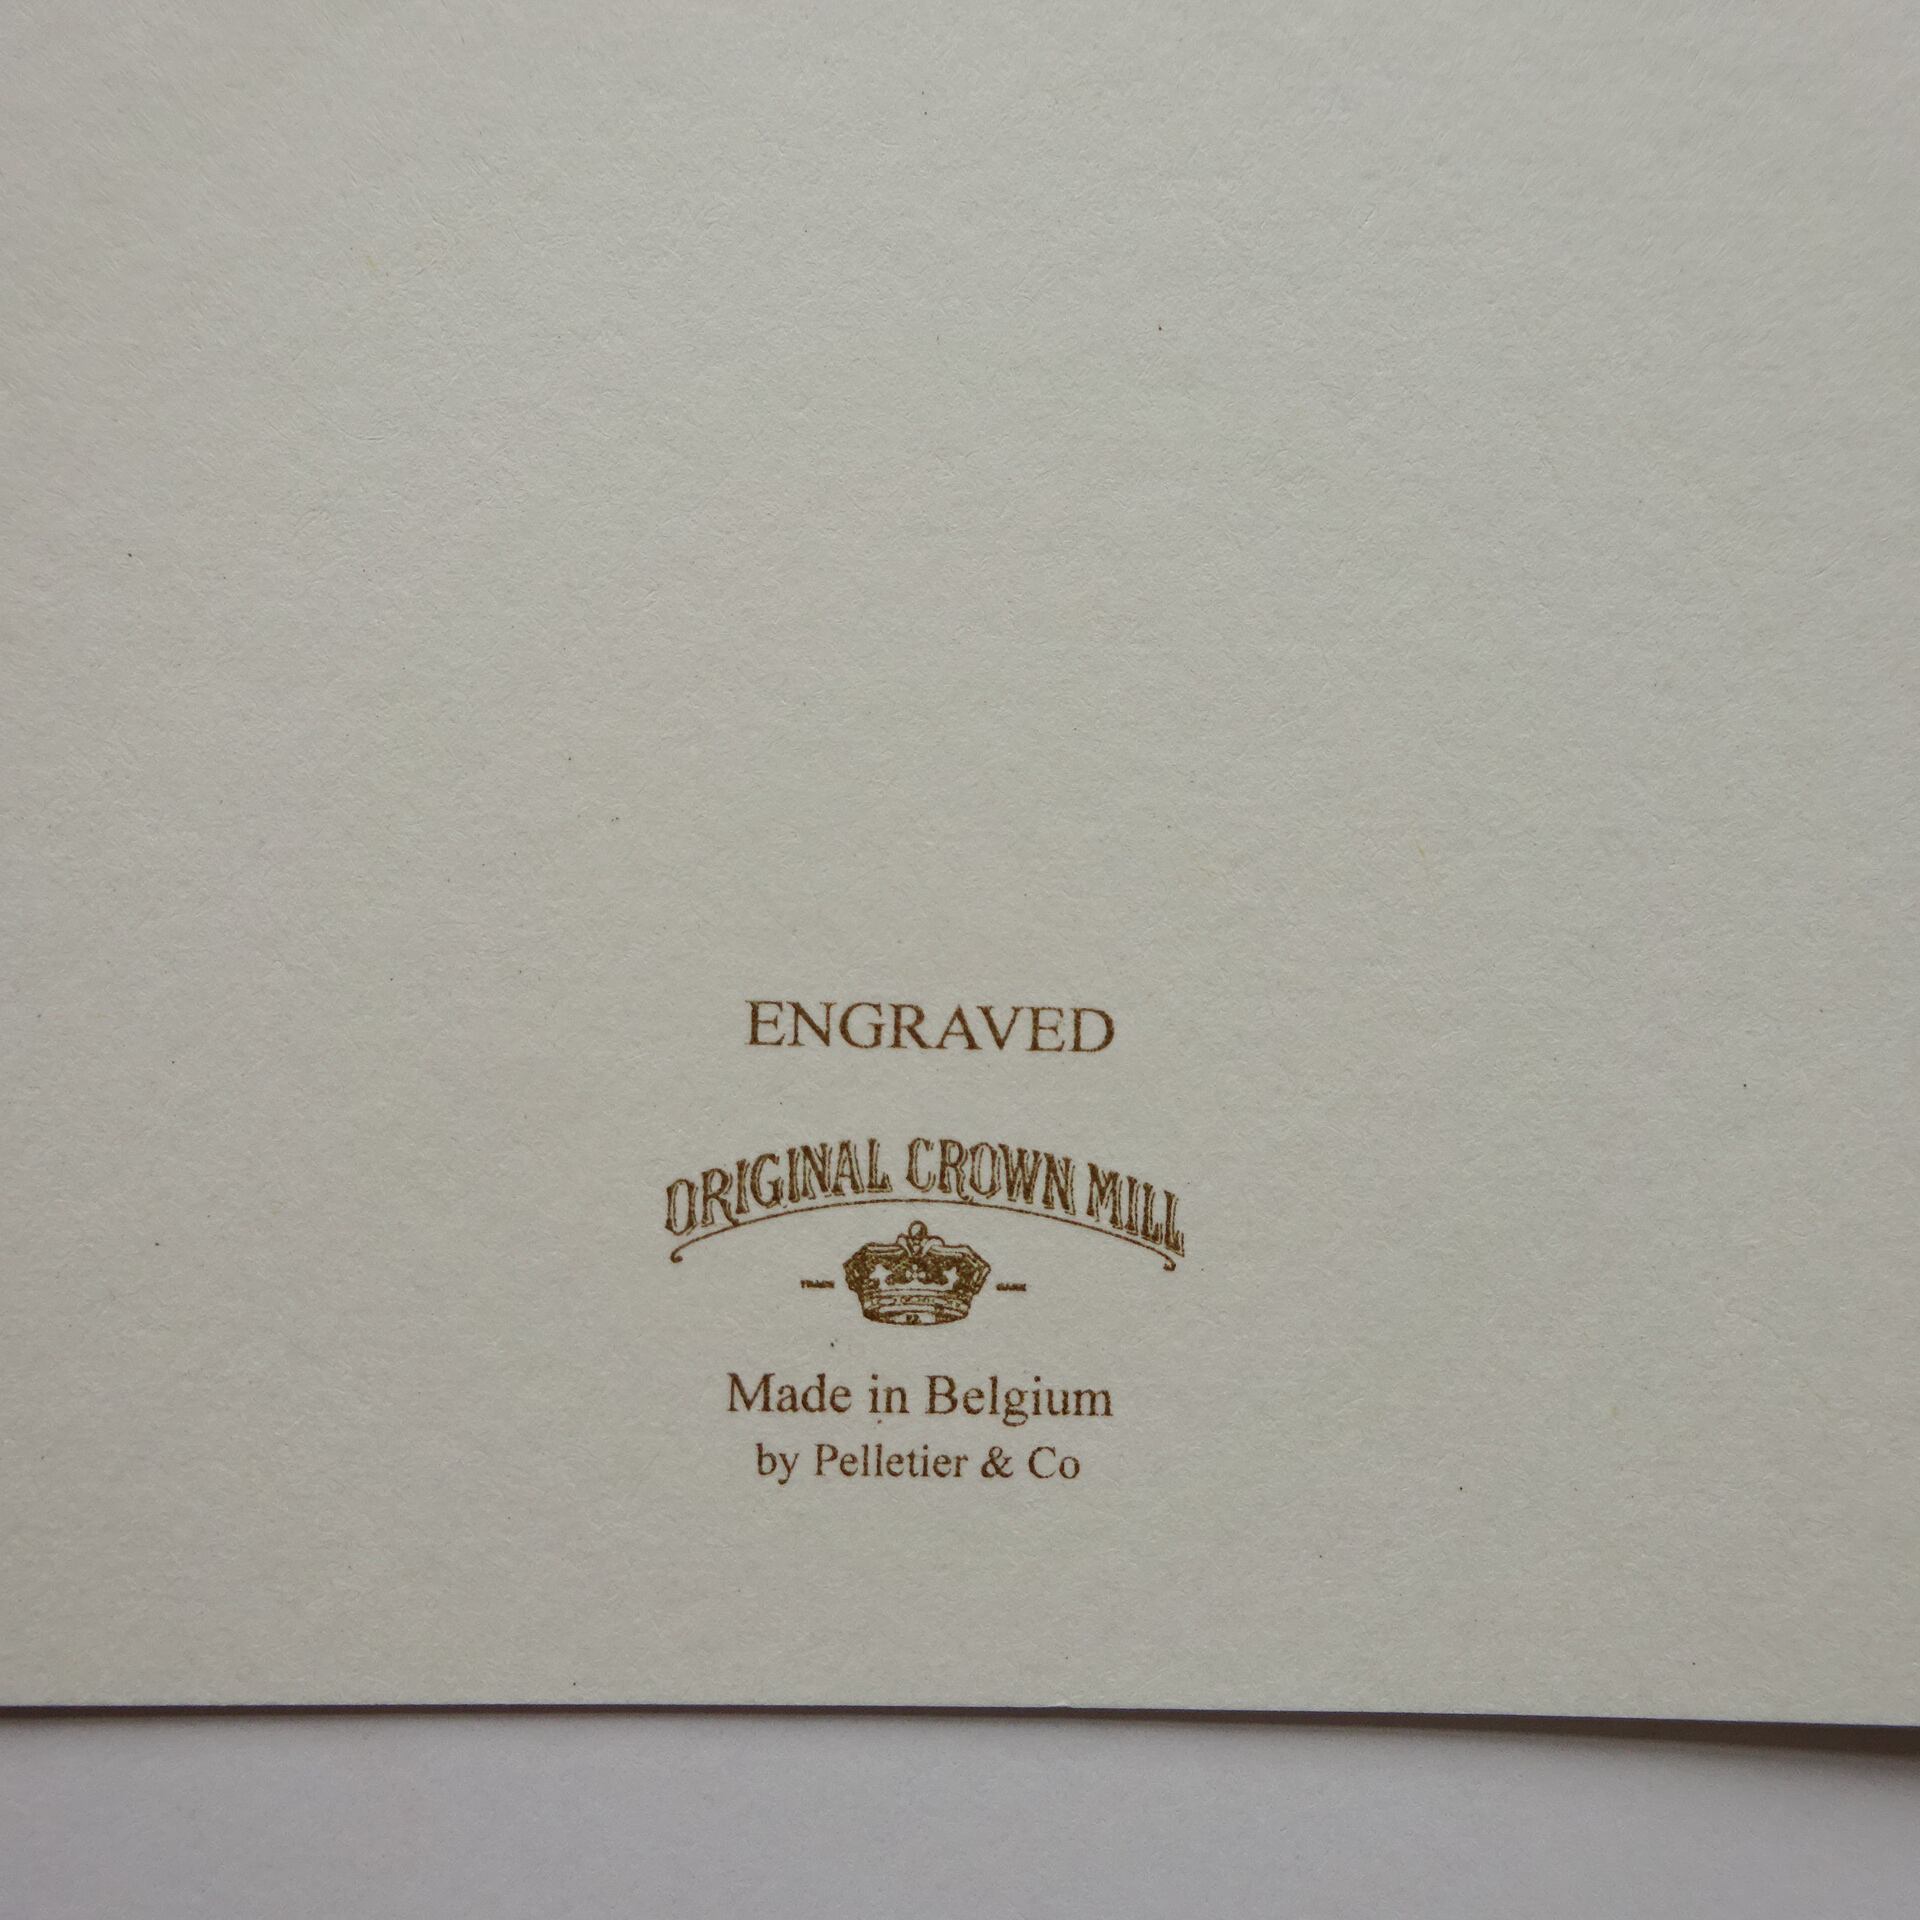 ENGRAVED
ORIGINAL CROWN MILL
Made in Belgium
by Pelletier & Co